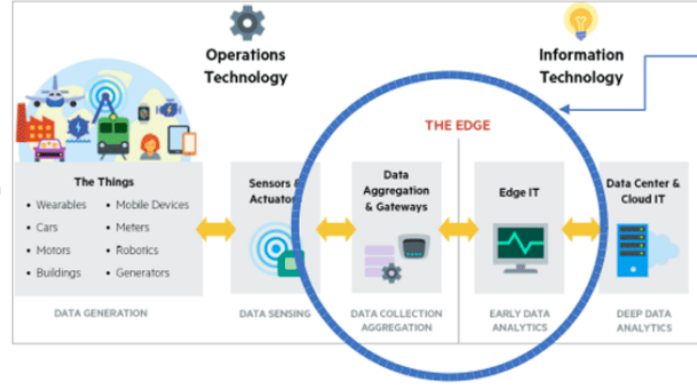 Operations
Technology
Information
Technology
THE EDGE
The Things
• Wearables
• Cars
• Motors
• Buildings
• Mobile Devices
• Meters
• Robotics
• Generators
Sensors &
Actuators
Data
Aggregation
& Gateways
Edge IT
Data Center &
Cloud IT
DATA GENERATION
DATA SENSING
DATA COLLECTION
AGGREGATION
EARLY DATA
ANALYTICS
DEEP DATA
ANALYTICS